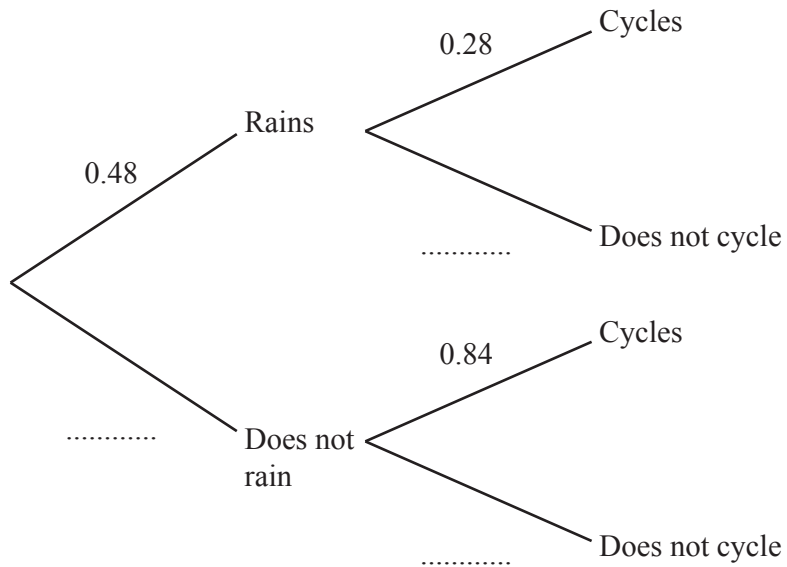 Cycles
0.28
Rains
0.48
Does not cycle
............
Cycles
0.84
............
Does not
rain
Does not cycle
............